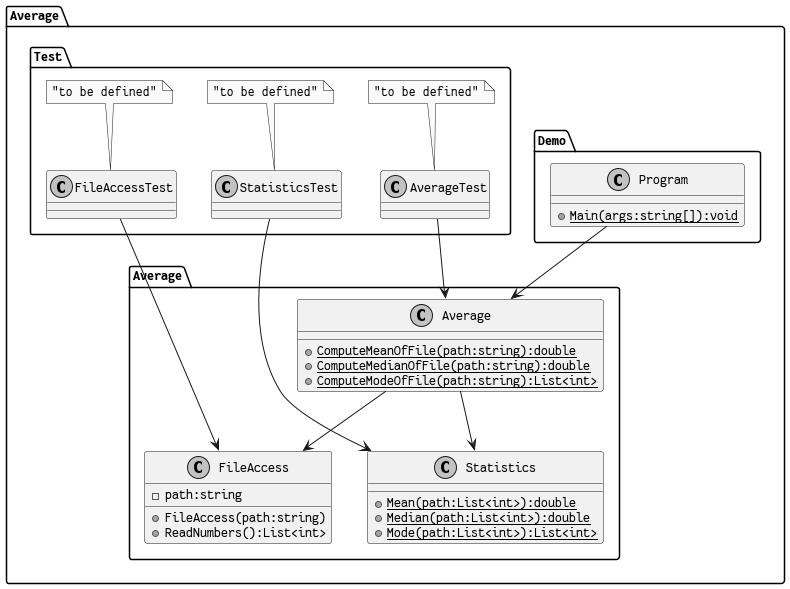 Average
Test
"to be defined"
"to be defined"
"to be defined"
C FileAccessTest
C StatisticsTest
C AverageTest
Demo
C Program
Main(args:string[]):void
Average
C Average
ComputeMeanOfFile(path:string):double
ComputeMedianOfFile(path:string):double
ComputeModeOfFile(path:string):List<int>
C FileAccess
path:string
FileAccess(path:string)
ReadNumbers():List<int>
C Statistics
Mean(path:List<int>):double
Median(path:List<int>):double
Mode(path:List<int>):List<int>